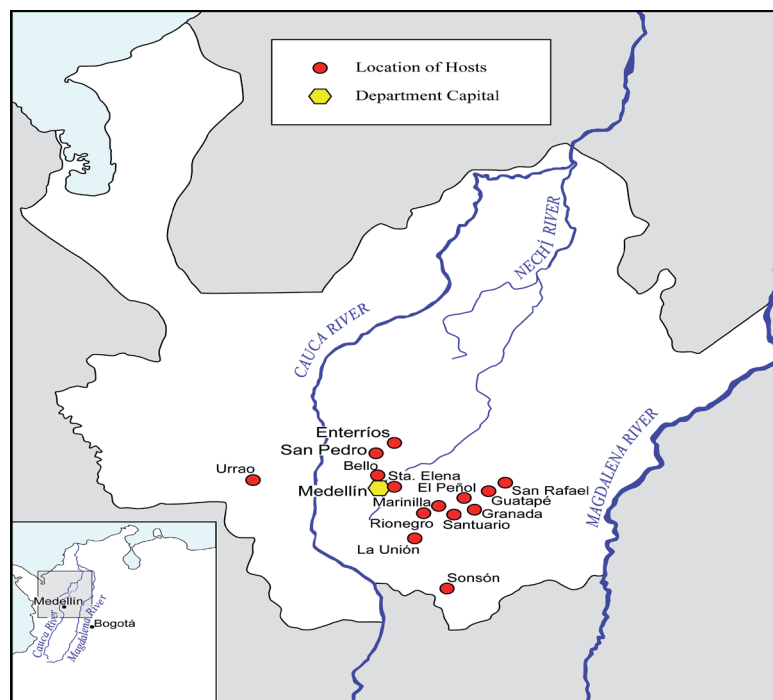 Location of Hosts
Department Capital
NECHÍ RIVER
CAUCA RIVER
MAGDALENA RIVER
Enterríos
San Pedro
Bello
Urrao
Sta. Elena
Medellín
El Peñol
San Rafael
Marinilla
Guatapé
Granada
Rionegro
Santuario
La Unión
Sonsón
Medellín
Bogotá
Cauca River
Magdalena River